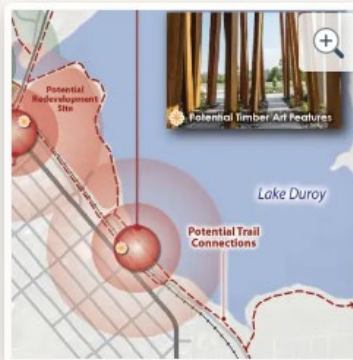 Potential
Redevelopment
Site
Potential Timber Art Features
Lake Duroy
Potential Trail
Connections